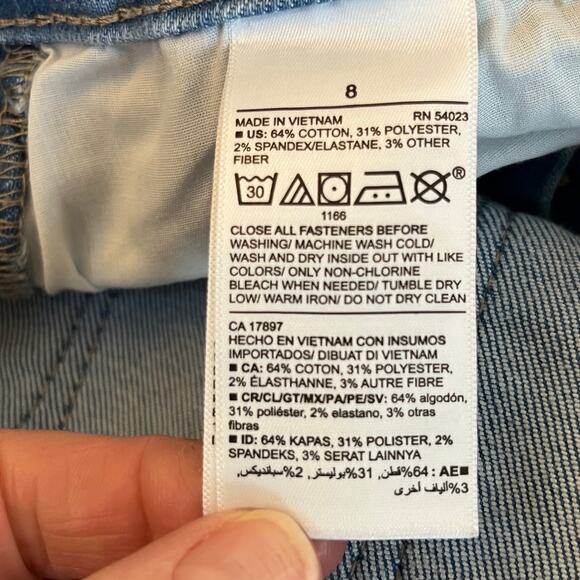 8
MADE IN VIETNAM RN 54023
■ US: 64% COTTON, 31% POLYESTER,
2% SPANDEX/ELASTANE, 3% OTHER
FIBER
30 ®
1166
CLOSE ALL FASTENERS BEFORE
WASHING/ MACHINE WASH COLD/
WASH AND DRY INSIDE OUT WITH LIKE
COLORS/ ONLY NON-CHLORINE
BLEACH WHEN NEEDED/ TUMBLE DRY
LOW/ WARM IRON/ DO NOT DRY CLEAN
CA 17897
HECHO EN VIETNAM CON INSUMOS
IMPORTADOS/ DIBUAT DI VIETNAM
■ CA: 64% COTON, 31% POLYESTER,
2% ÉLASTHANNE, 3% AUTRE FIBRE
■ CR/CL/GT/MX/PA/PE/SV: 64% algodón,
31% poliéster, 2% elastano, 3% otras
fibras
■ ID: 64% KAPAS, 31% POLISTER, 2%
SPANDEKS, 3% SERAT LAINNYA
■ AE: 64% قطن, 31% بوليستر, 2% سبانديكس,
3% ألياف أخرى